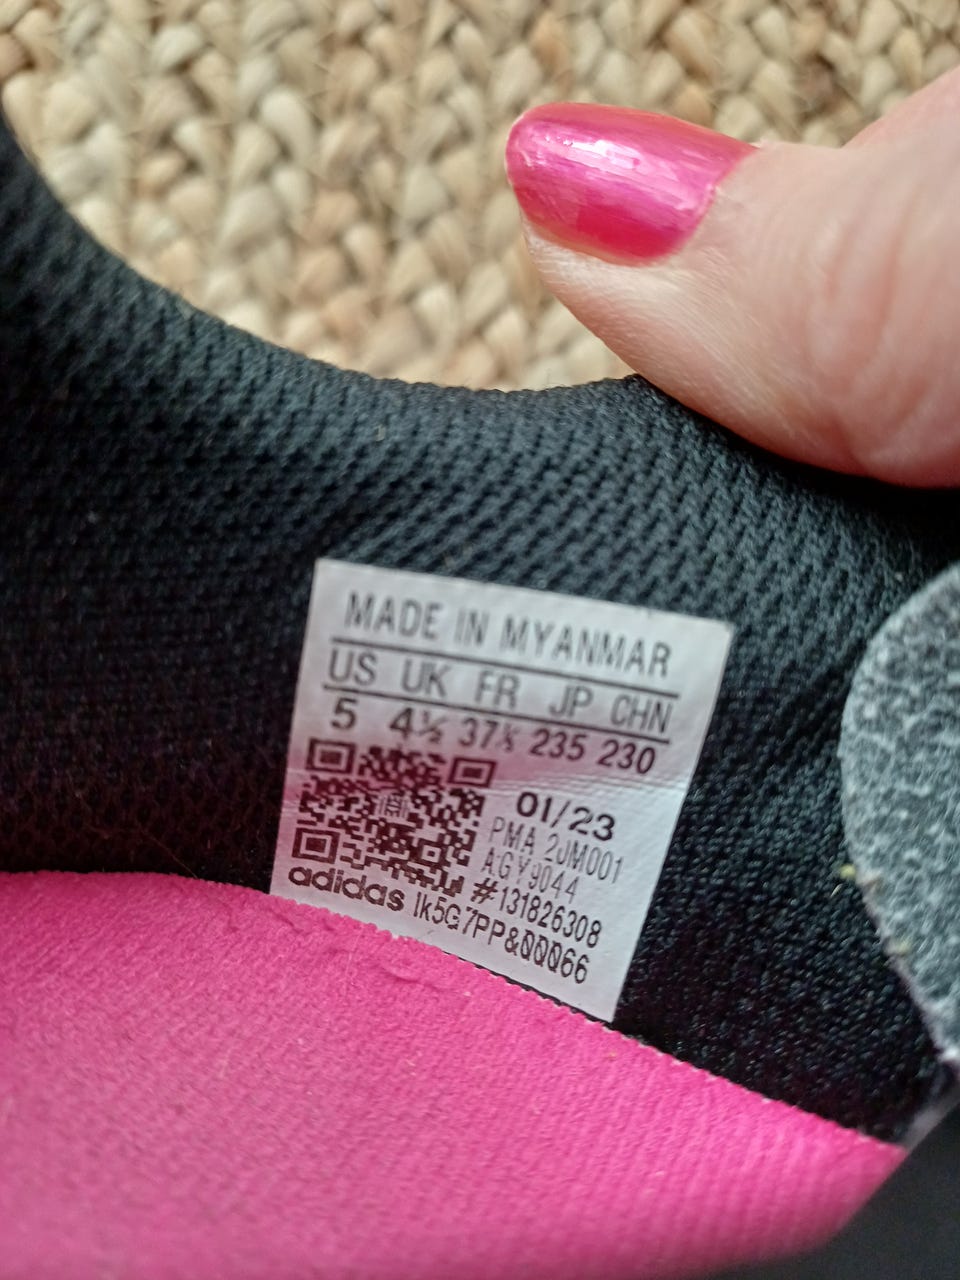 MADE IN MYANMAR
US UK FR JP CHN
5 4½ 37⅓ 235 230
01/23
PMA 2JM001
A:GY9044
#131826308
adidas Ik5G7PP&00066